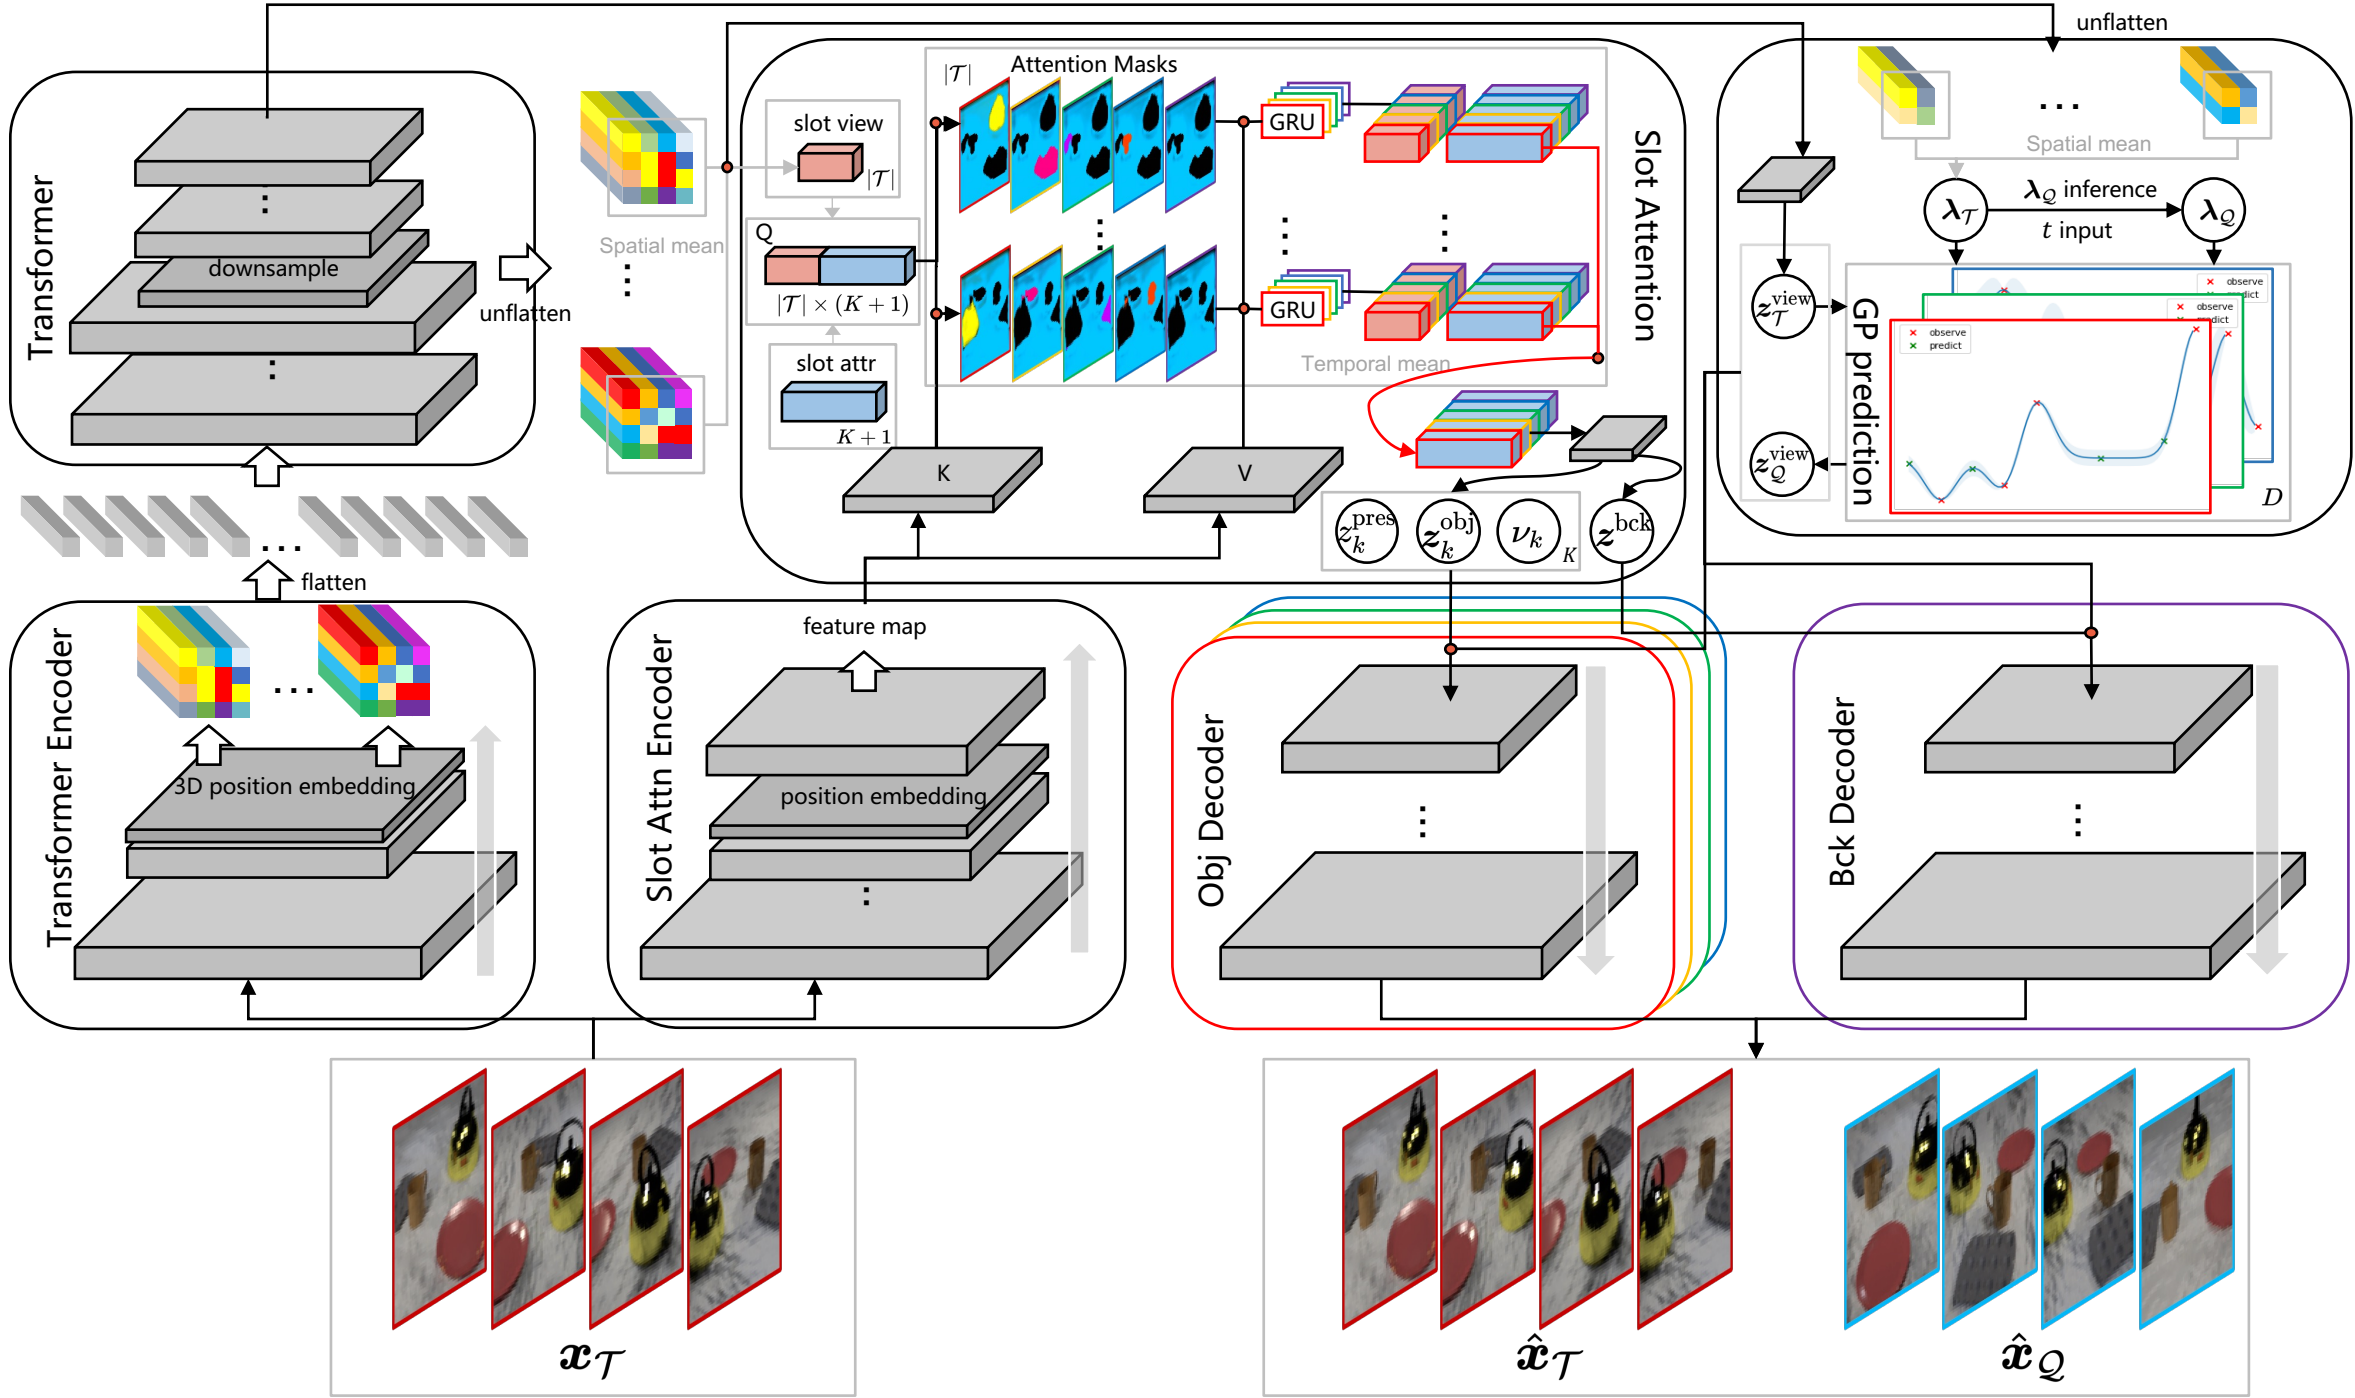 unflatten
Transformer
downsample
unflatten
flatten
Spatial mean
slot view
|𝒯|
Q
|𝒯| × (K + 1)
slot attr
K + 1
|𝒯|
Attention Masks
GRU
GRU
Temporal mean
Slot Attention
K
V
z_k^pres
z_k^obj
ν_k
K
z^bck
Spatial mean
λ_𝒯
λ_𝒬 inference
t input
λ_𝒬
z_𝒯^view
z_𝒬^view
GP prediction
observe
observe
observe
predict
D
Transformer Encoder
3D position embedding
Slot Attn Encoder
feature map
position embedding
Obj Decoder
Bck Decoder
x_𝒯
x̂_𝒯
x̂_𝒬